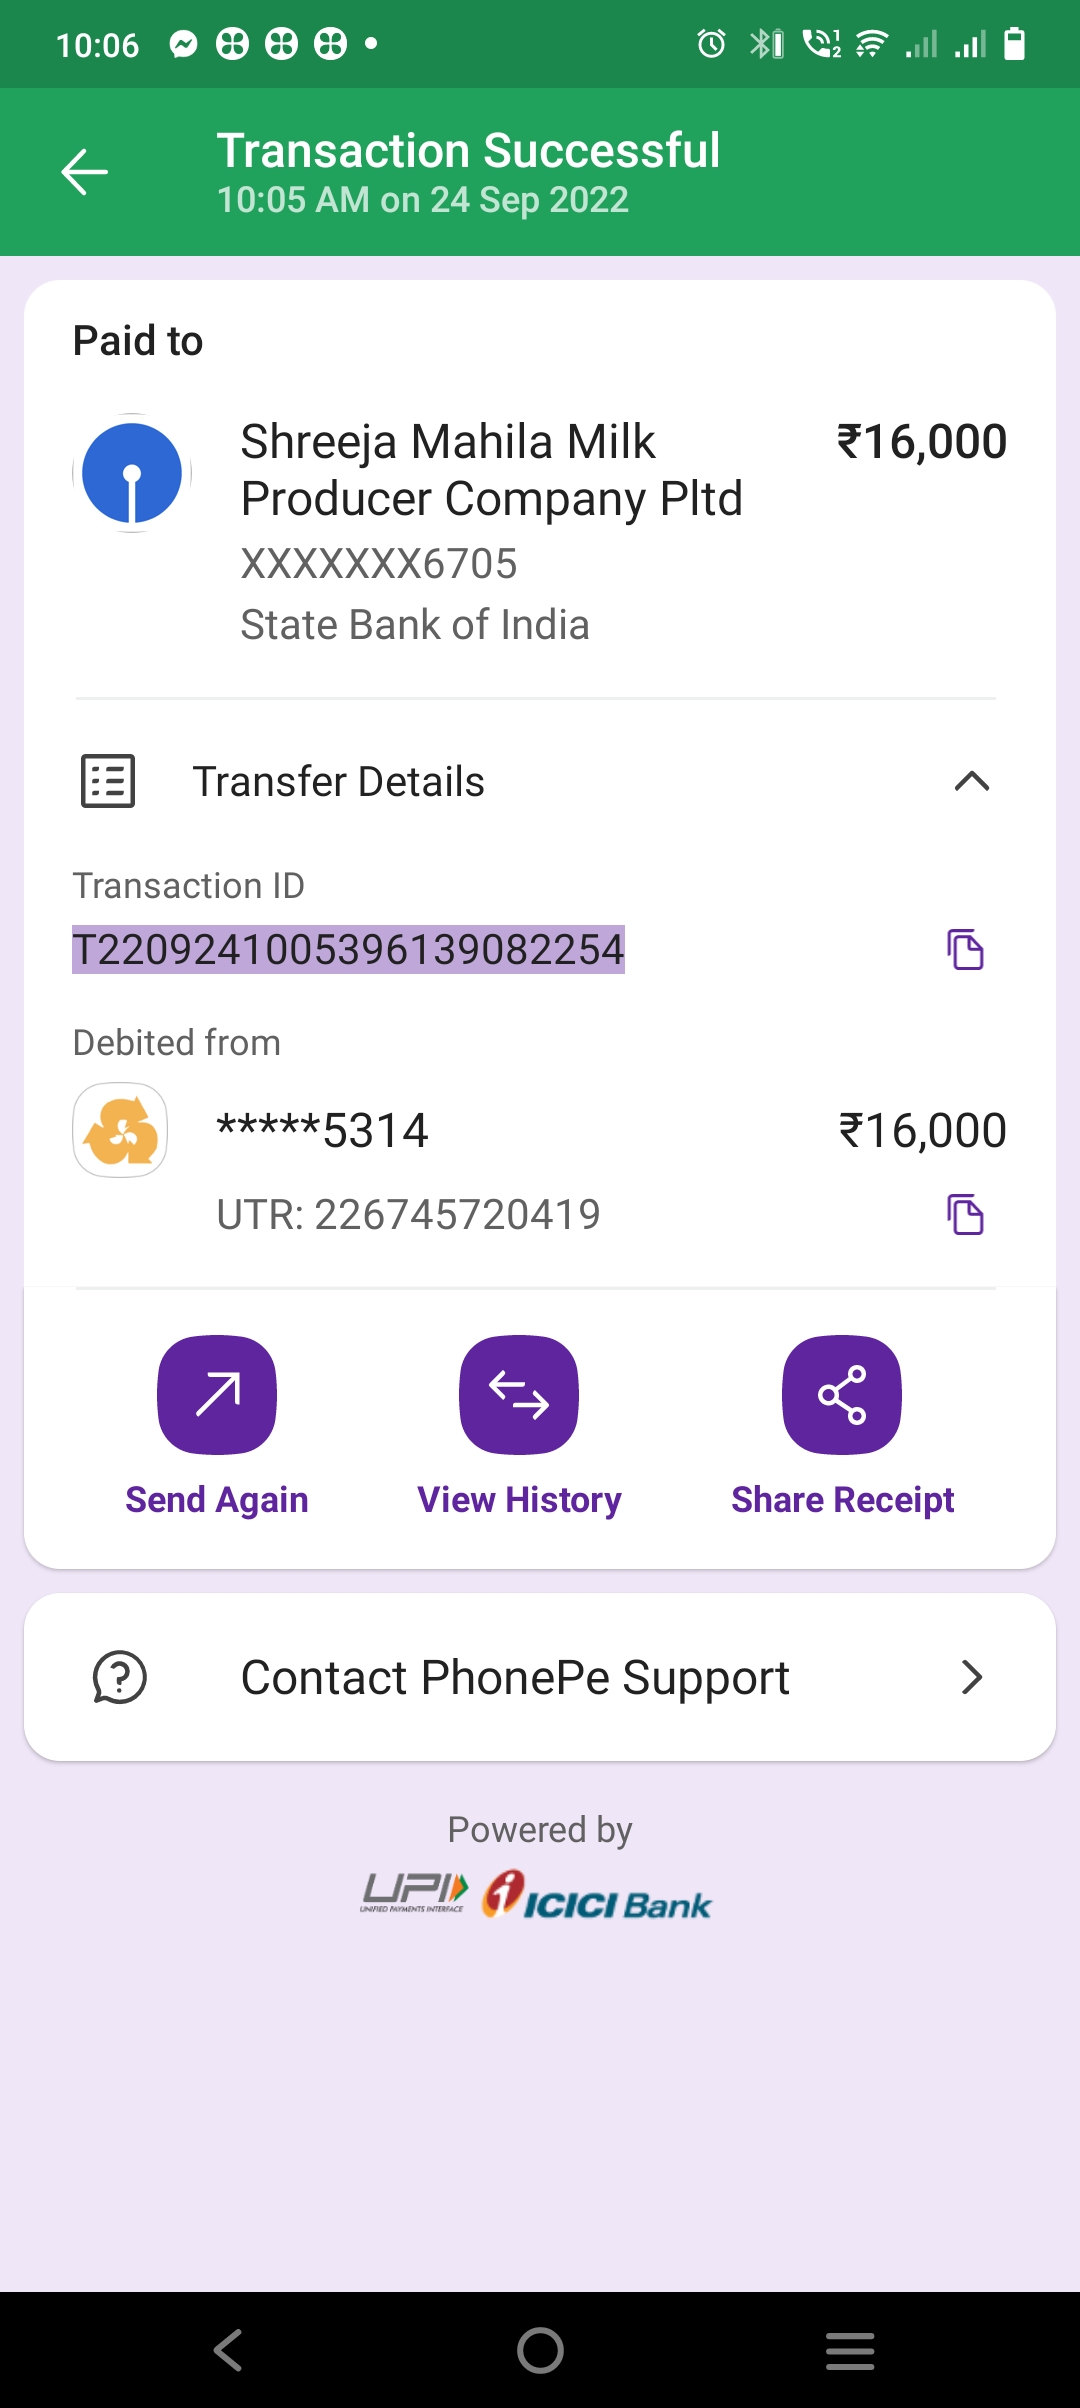 10:06
Transaction Successful
10:05 AM on 24 Sep 2022
Paid to
Shreeja Mahila Milk ₹16,000
Producer Company Pltd
XXXXXXX6705
State Bank of India
Transfer Details
Transaction ID
T2209241005396139082254
Debited from
*****5314 ₹16,000
UTR: 226745720419
Send Again View History Share Receipt
Contact PhonePe Support
Powered by
UPI ICICI Bank
UNIFIED PAYMENTS INTERFACE